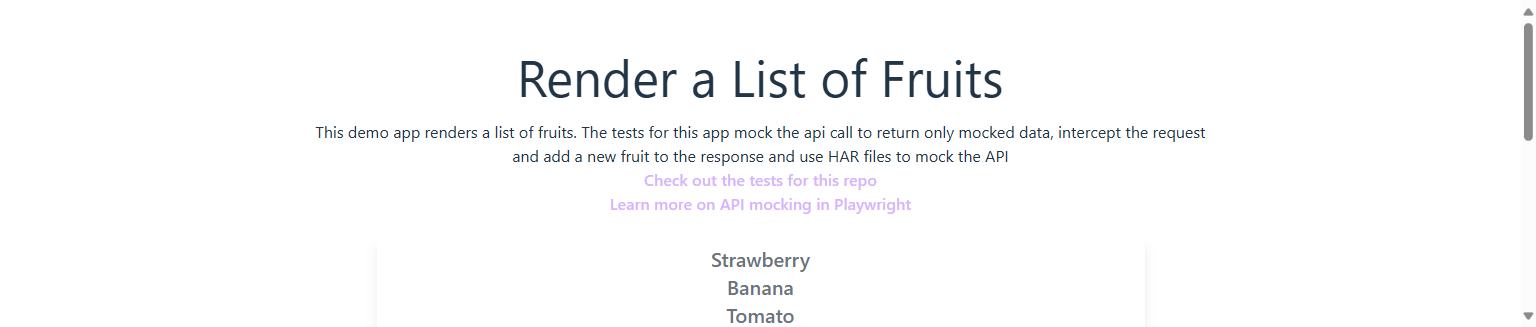 Render a List of Fruits
This demo app renders a list of fruits. The tests for this app mock the api call to return only mocked data, intercept the request
and add a new fruit to the response and use HAR files to mock the API
Check out the tests for this repo
Learn more on API mocking in Playwright
Strawberry
Banana
Tomato